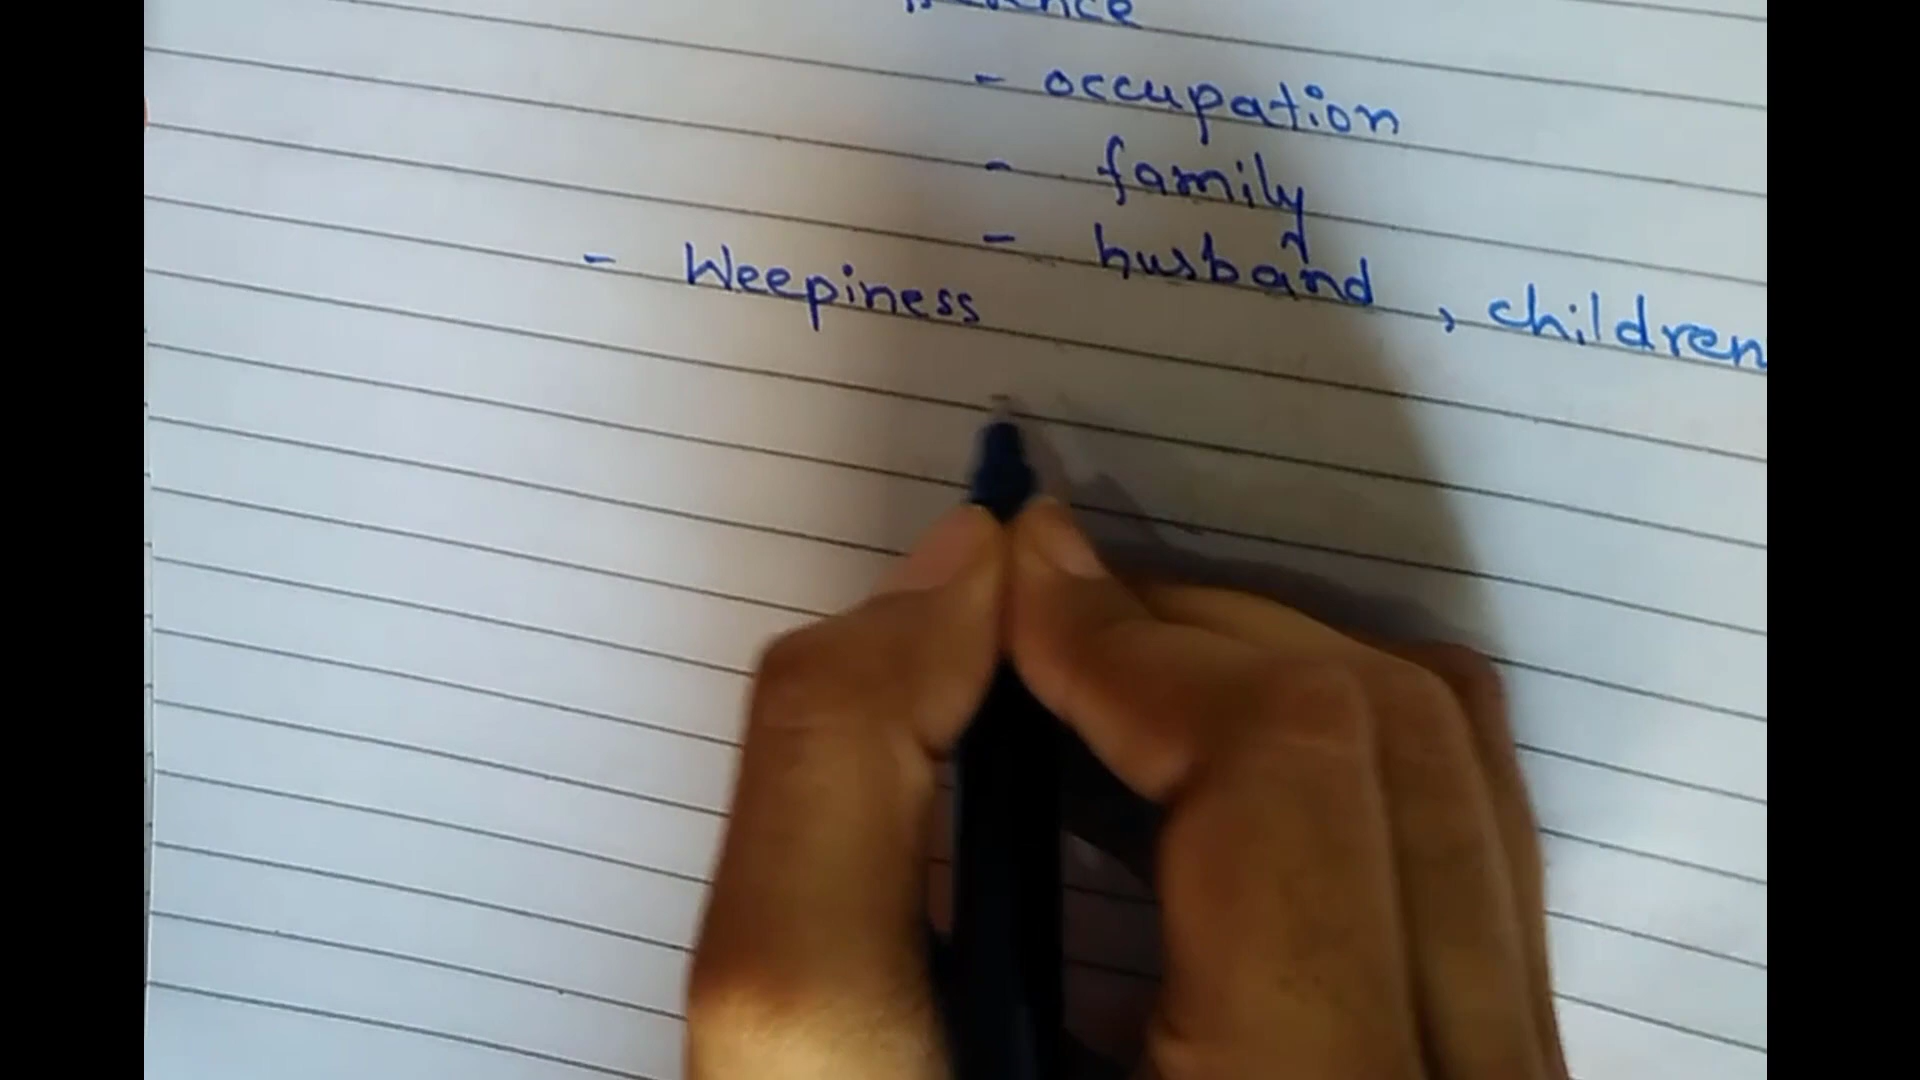 - occupation
- family
- husband, children
- Weepiness